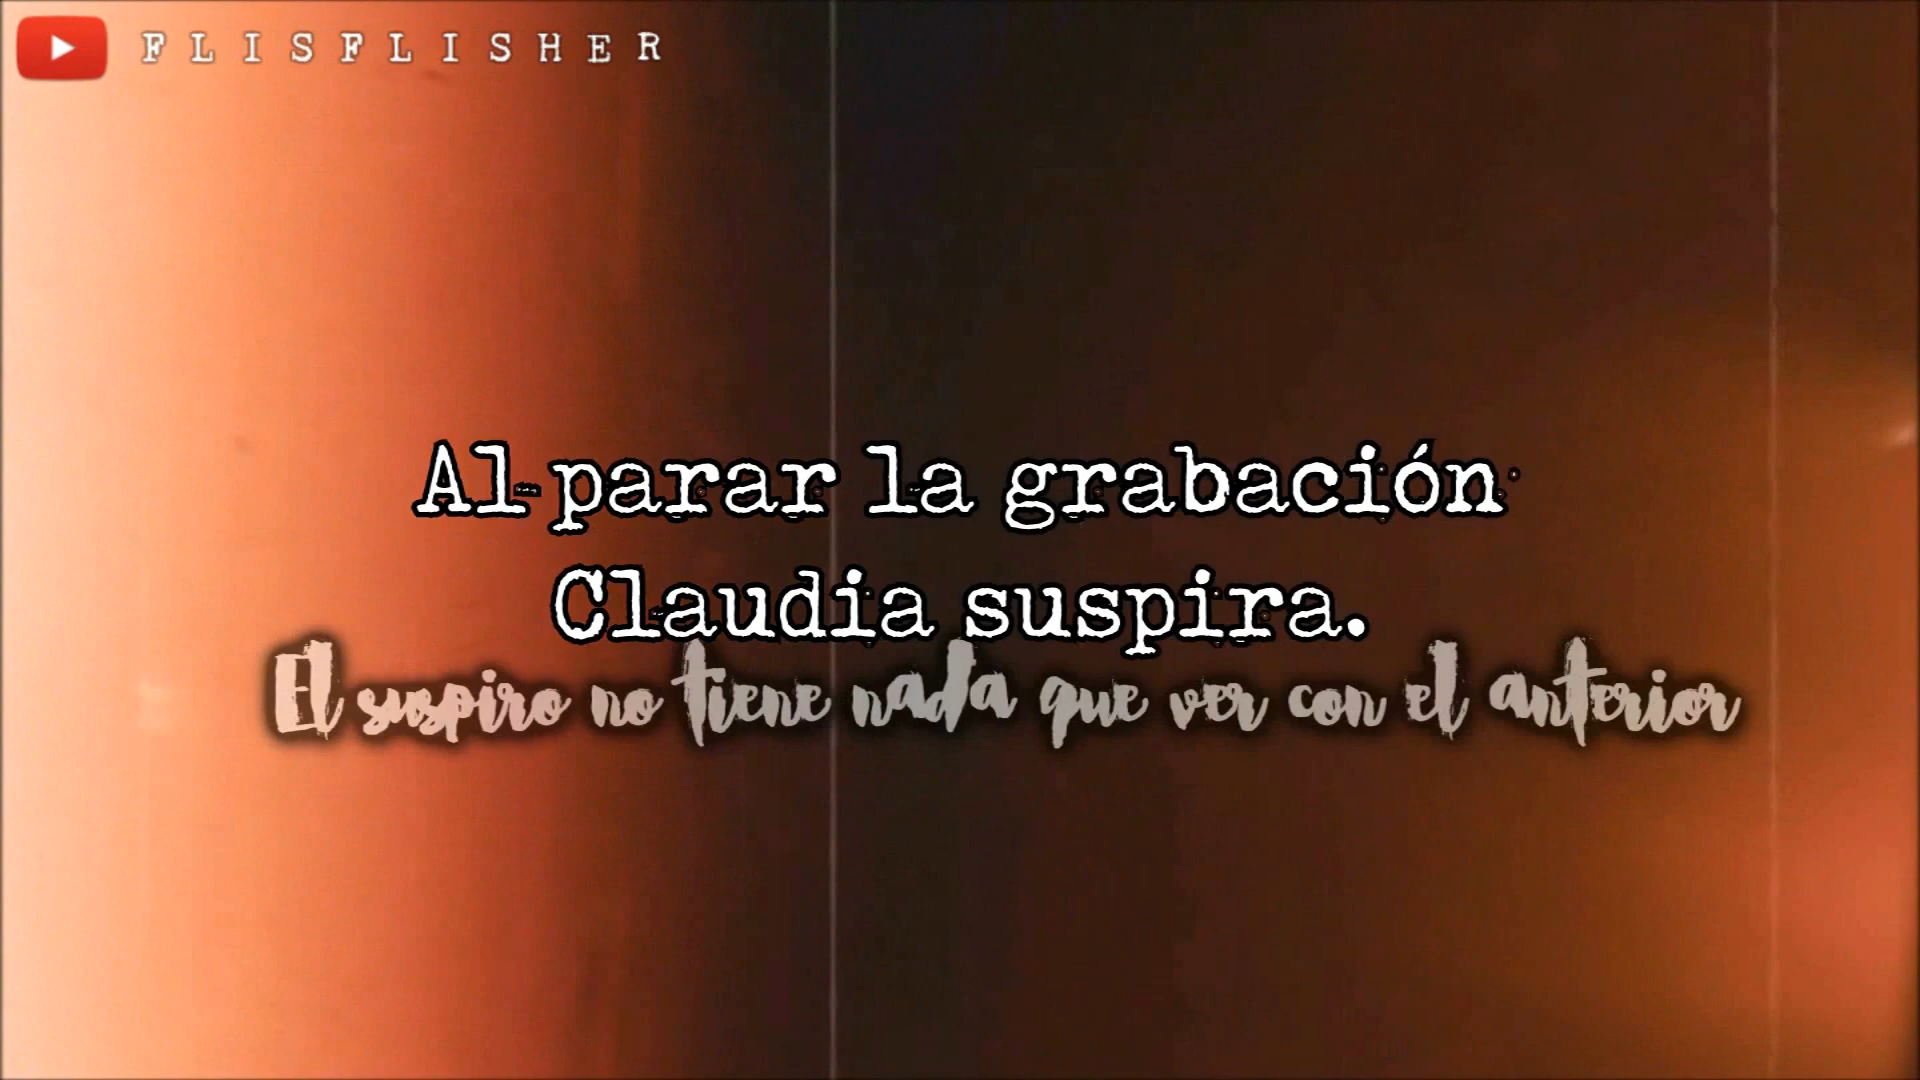 FLISFLISHER
Al parar la grabación
Claudia suspira.
El suspiro no tiene nada que ver con el anterior